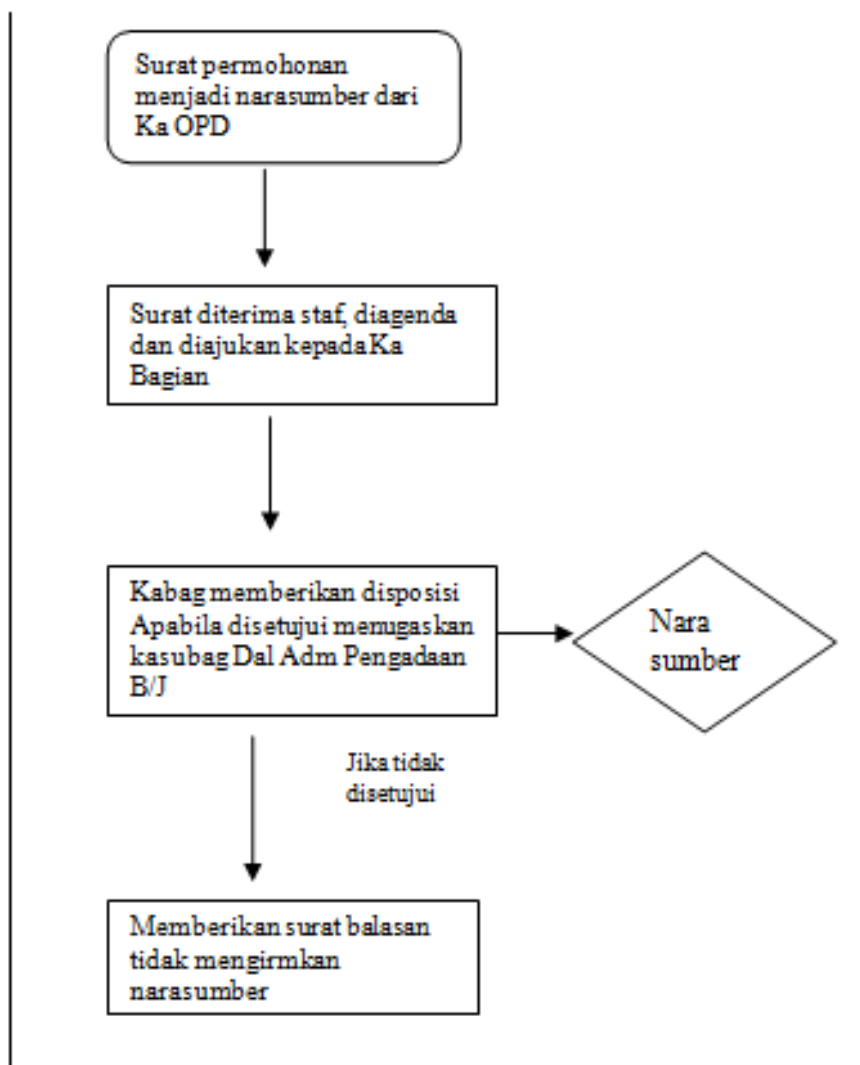 Surat permohonan
menjadi narasumber dari
Ka OPD
Surat diterima staf, diagenda
dan diajukan kepada Ka
Bagian
Kabag memberikan disposisi
Apabila disetujui menugaskan
kasubag Dal Adm Pengadaan
B/J
Nara
sumber
Jika tidak
disetujui
Memberikan surat balasan
tidak mengirmkan
narasumber